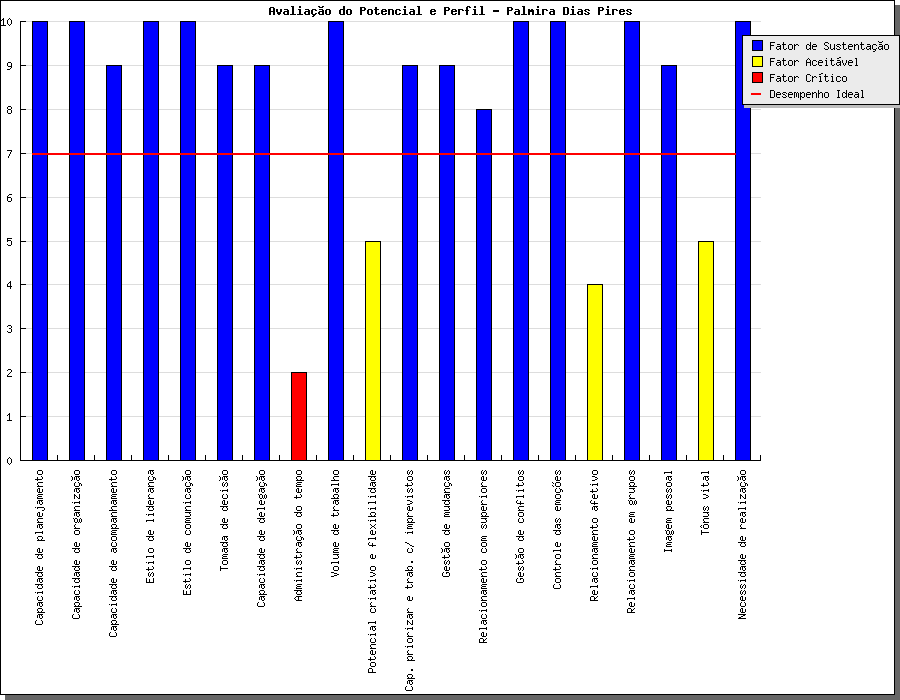 Avaliação do Potencial e Perfil - Palmira Dias Pires
10
9
8
7
6
5
4
3
2
1
0
Fator de Sustentação
Fator Aceitável
Fator Crítico
Desempenho Ideal
Capacidade de planejamento
Capacidade de organização
Capacidade de acompanhamento
Estilo de liderança
Estilo de comunicação
Tomada de decisão
Capacidade de delegação
Administração do tempo
Volume de trabalho
Potencial criativo e flexibilidade
Cap. priorizar e trab. c/ imprevistos
Gestão de mudanças
Relacionamento com superiores
Gestão de conflitos
Controle das emoções
Relacionamento afetivo
Relacionamento em grupos
Imagem pessoal
Tônus vital
Necessidade de realização